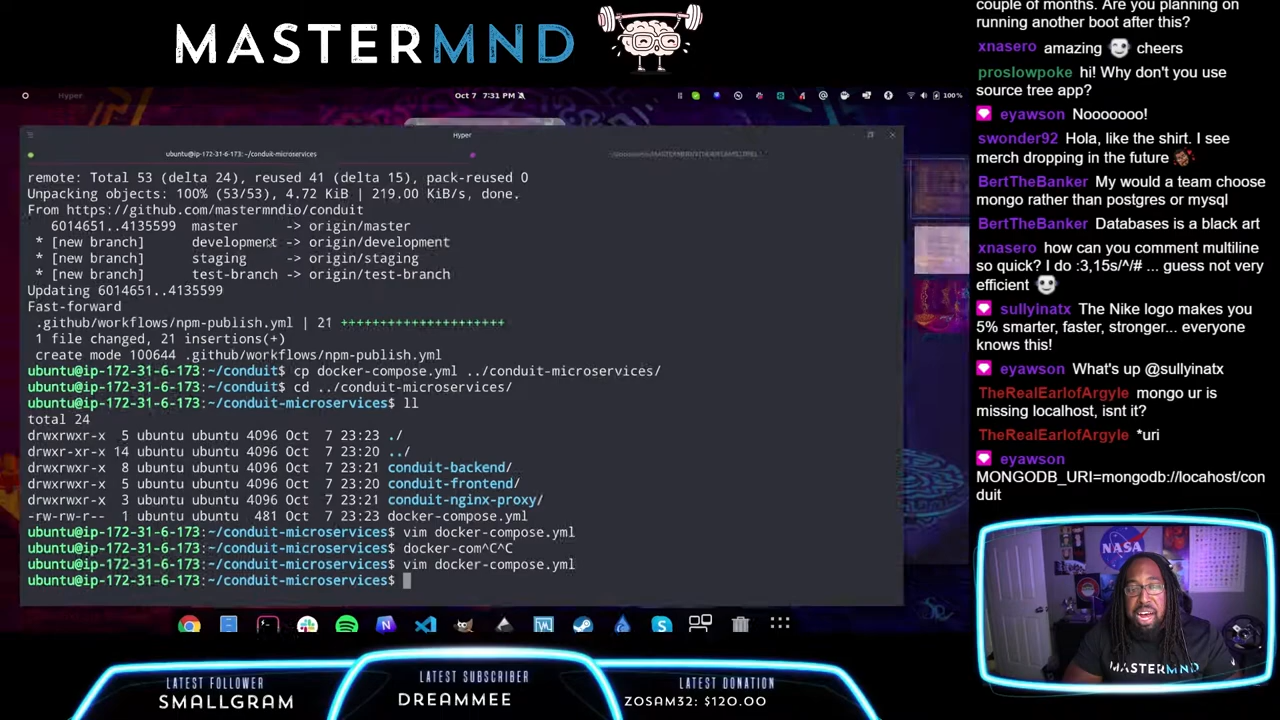 MASTERMND
Hyper
Oct 7 7:31 PM
100%
Hyper
ubuntu@ip-172-31-6-173: ~/conduit-microservices
remote: Total 53 (delta 24), reused 41 (delta 15), pack-reused 0
Unpacking objects: 100% (53/53), 4.72 KiB | 219.00 KiB/s, done.
From https://github.com/mastermndio/conduit
6014651..4135599 master -> origin/master
* [new branch] development -> origin/development
* [new branch] staging -> origin/staging
* [new branch] test-branch -> origin/test-branch
Updating 6014651..4135599
Fast-forward
.github/workflows/npm-publish.yml | 21 +++++++++++++++++++++
1 file changed, 21 insertions(+)
create mode 100644 .github/workflows/npm-publish.yml
ubuntu@ip-172-31-6-173:~/conduit$ cp docker-compose.yml ../conduit-microservices/
ubuntu@ip-172-31-6-173:~/conduit$ cd ../conduit-microservices/
ubuntu@ip-172-31-6-173:~/conduit-microservices$ ll
total 24
drwxrwxr-x 5 ubuntu ubuntu 4096 Oct 7 23:23 ./
drwxr-xr-x 14 ubuntu ubuntu 4096 Oct 7 23:20 ../
drwxrwxr-x 8 ubuntu ubuntu 4096 Oct 7 23:21 conduit-backend/
drwxrwxr-x 6 ubuntu ubuntu 4096 Oct 7 23:20 conduit-frontend/
drwxrwxr-x 3 ubuntu ubuntu 4096 Oct 7 23:21 conduit-nginx-proxy/
-rw-rw-r-- 1 ubuntu ubuntu 481 Oct 7 23:23 docker-compose.yml
ubuntu@ip-172-31-6-173:~/conduit-microservices$ vim docker-compose.yml
ubuntu@ip-172-31-6-173:~/conduit-microservices$ docker-com^C^C
ubuntu@ip-172-31-6-173:~/conduit-microservices$ vim docker-compose.yml
ubuntu@ip-172-31-6-173:~/conduit-microservices$
couple of months. Are you planning on
running another boot after this?
xnasero amazing cheers
proslowpoke hi! Why don't you use
source tree app?
eyawson Nooooooo!
swonder92 Hola, like the shirt. I see
merch dropping in the future
BertTheBanker My would a team choose
mongo rather than postgres or mysql
BertTheBanker Databases is a black art
xnasero how can you comment multiline
so quick? I do :3,15s/^/# ... guess not very
efficient
sullyinatx The Nike logo makes you
5% smarter, faster, stronger... everyone
knows this!
eyawson What's up @sullyinatx
TheRealEarlofArgyle mongo ur is
missing localhost, isnt it?
TheRealEarlofArgyle *uri
eyawson
MONGODB_URI=mongodb://locahost/con
duit
NASA
MASTERMND
LATEST FOLLOWER
SMALLGRAM
LATEST SUBSCRIBER
DREAMMEE
LATEST DONATION
ZOSAM32: $120.00